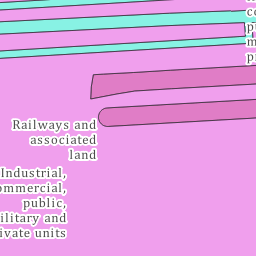 Railways and
associated
land
Industrial,
ommercial,
public,
ilitary and
ivate units